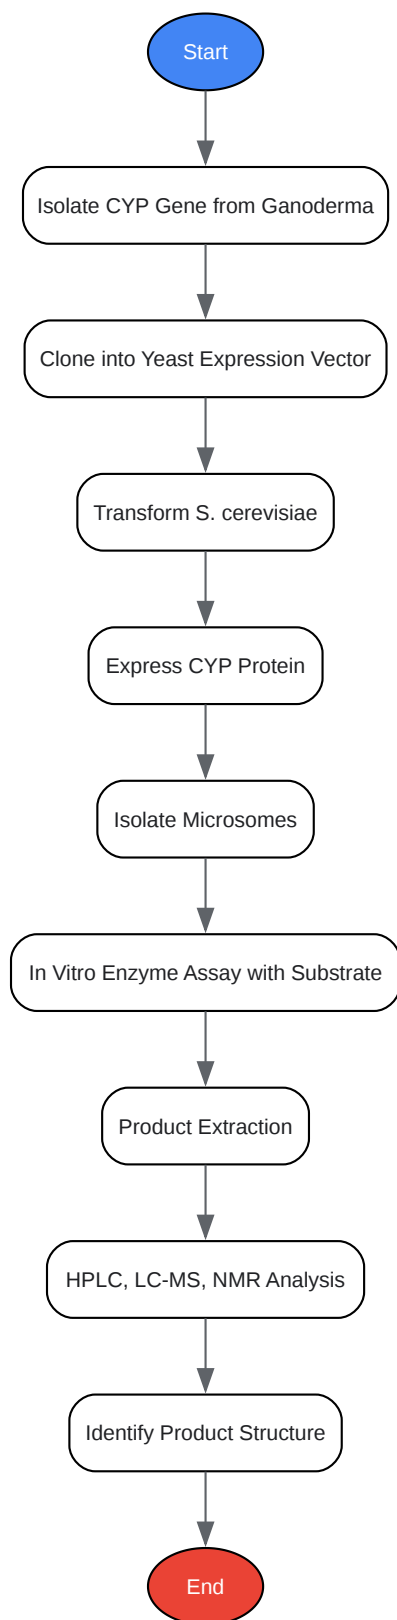 Start
Isolate CYP Gene from Ganoderma
Clone into Yeast Expression Vector
Transform S. cerevisiae
Express CYP Protein
Isolate Microsomes
In Vitro Enzyme Assay with Substrate
Product Extraction
HPLC, LC-MS, NMR Analysis
Identify Product Structure
End